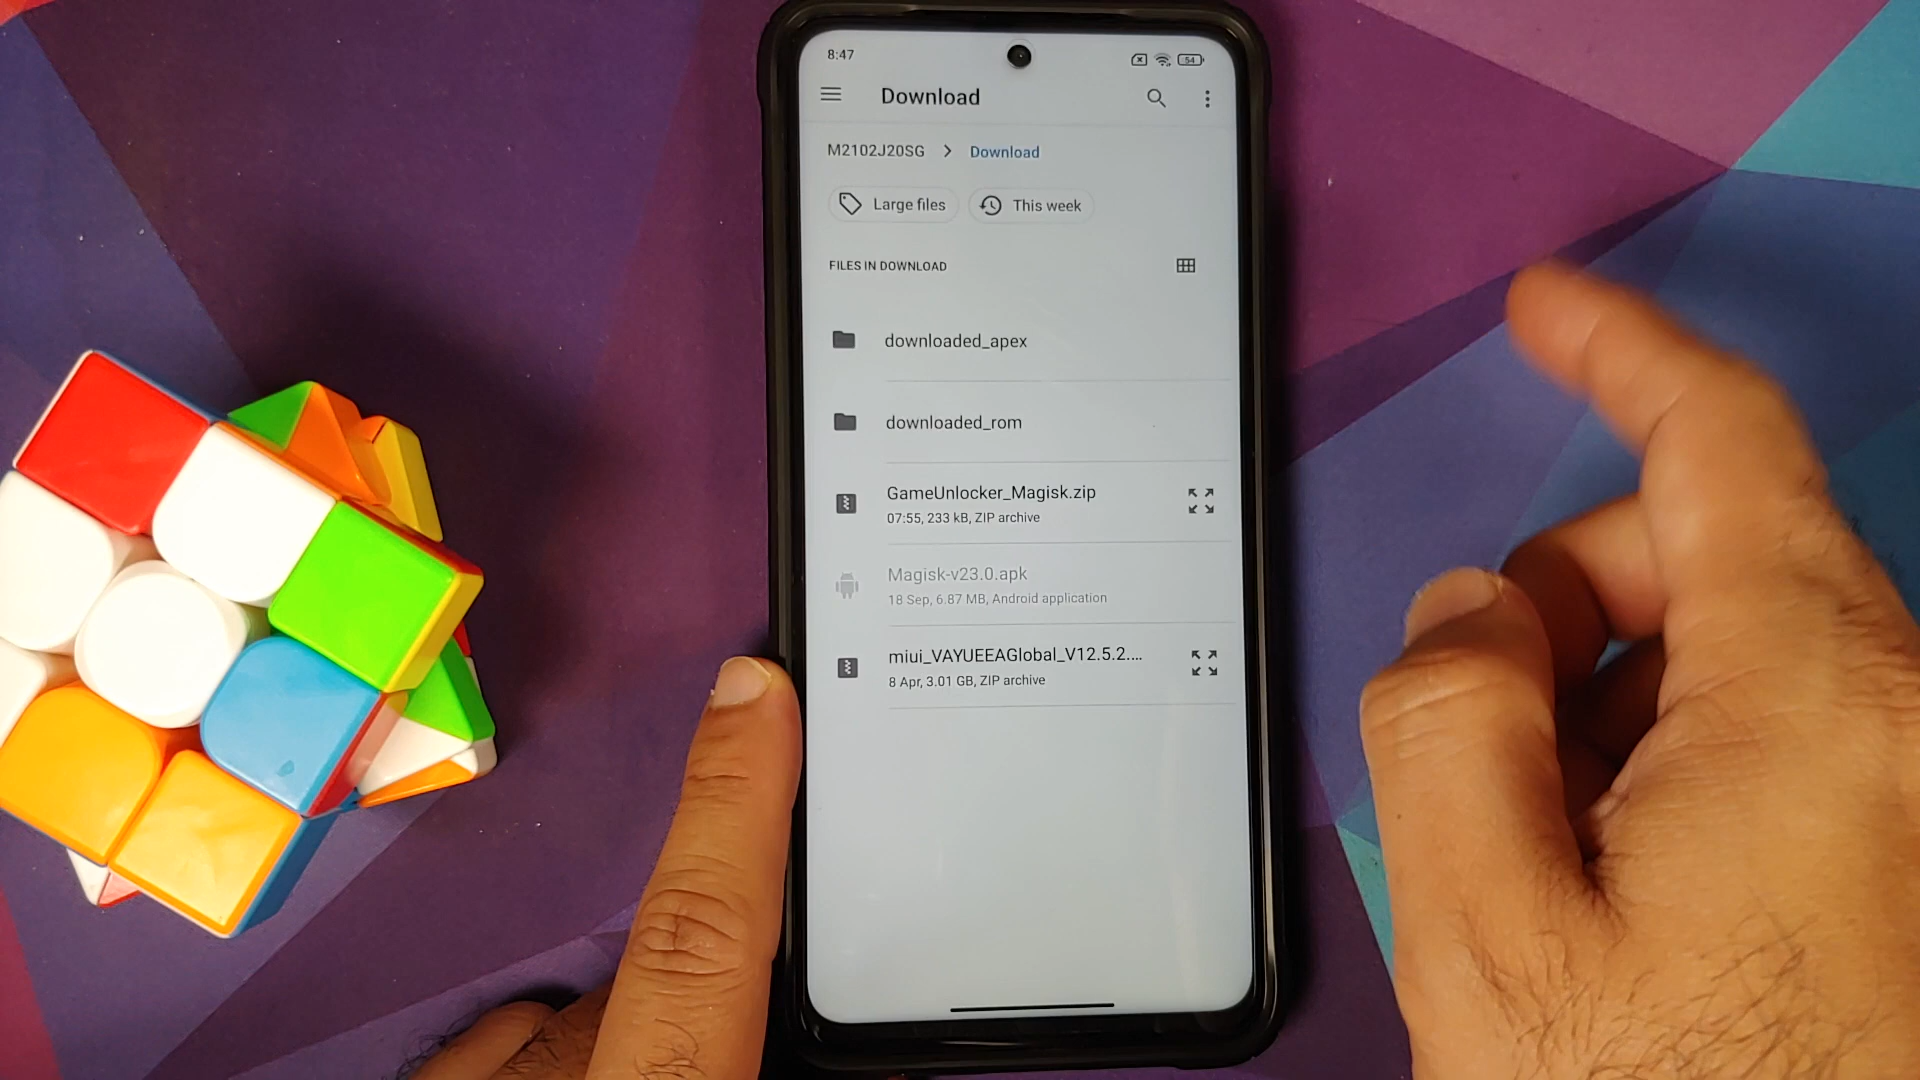 8:47
54
Download
M2102J20SG > Download
Large files
This week
FILES IN DOWNLOAD
downloaded_apex
downloaded_rom
GameUnlocker_Magisk.zip
07:55, 233 kB, ZIP archive
Magisk-v23.0.apk
18 Sep, 6.87 MB, Android application
miui_VAYUEEAGlobal_V12.5.2....
8 Apr, 3.01 GB, ZIP archive